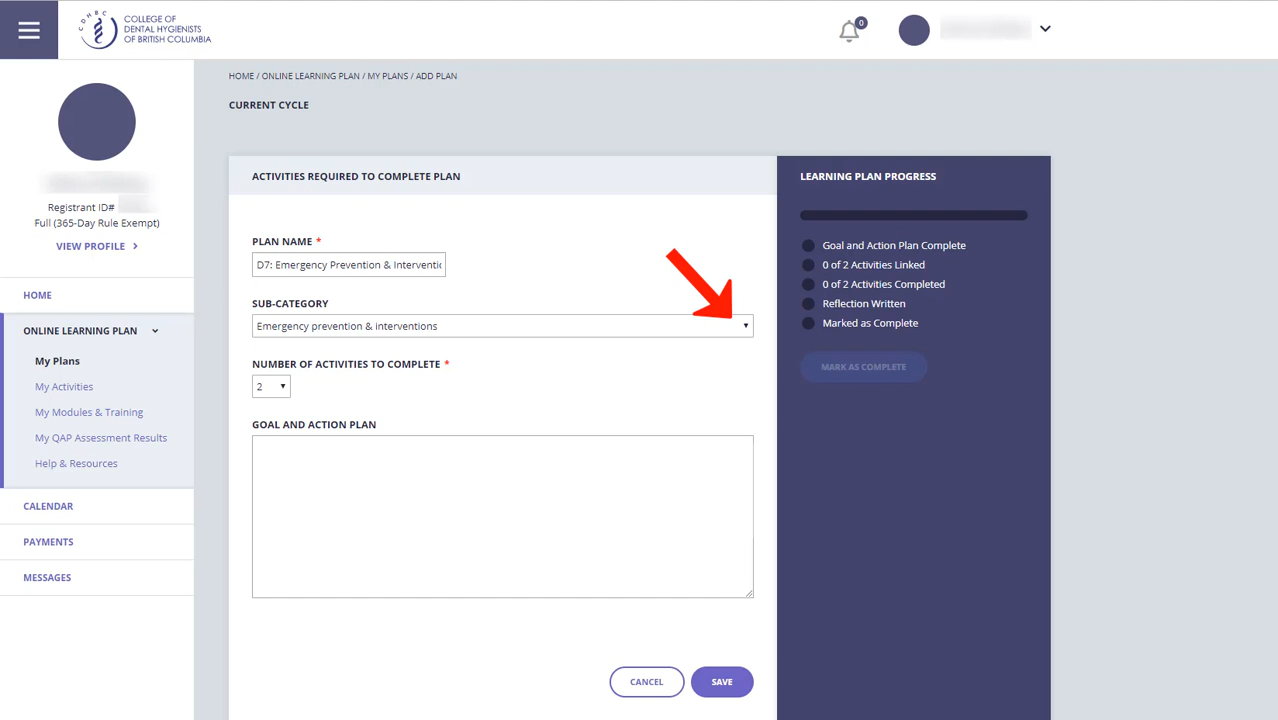 CDHBC
COLLEGE OF
DENTAL HYGIENISTS
OF BRITISH COLUMBIA
0
Registrant ID#
Full (365-Day Rule Exempt)
VIEW PROFILE
HOME
ONLINE LEARNING PLAN
My Plans
My Activities
My Modules & Training
My QAP Assessment Results
Help & Resources
CALENDAR
PAYMENTS
MESSAGES
HOME / ONLINE LEARNING PLAN / MY PLANS / ADD PLAN
CURRENT CYCLE
ACTIVITIES REQUIRED TO COMPLETE PLAN
PLAN NAME *
D7: Emergency Prevention & Interventic
SUB-CATEGORY
Emergency prevention & interventions
NUMBER OF ACTIVITIES TO COMPLETE *
2
GOAL AND ACTION PLAN
CANCEL
SAVE
LEARNING PLAN PROGRESS
Goal and Action Plan Complete
0 of 2 Activities Linked
0 of 2 Activities Completed
Reflection Written
Marked as Complete
MARK AS COMPLETE